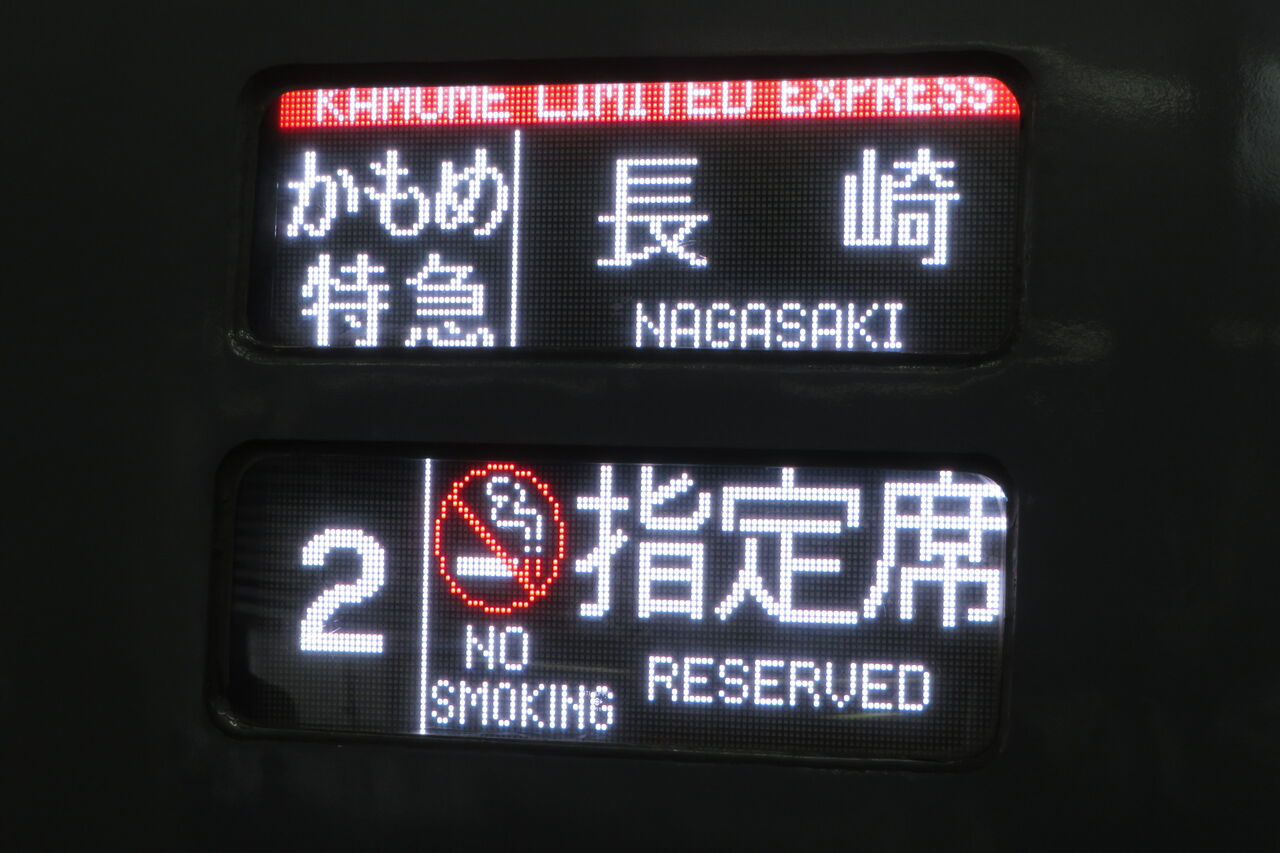 KAMOME LIMITED EXPRESS
かもめ
特急
長崎
NAGASAKI
2
指定席
NO
SMOKING
RESERVED